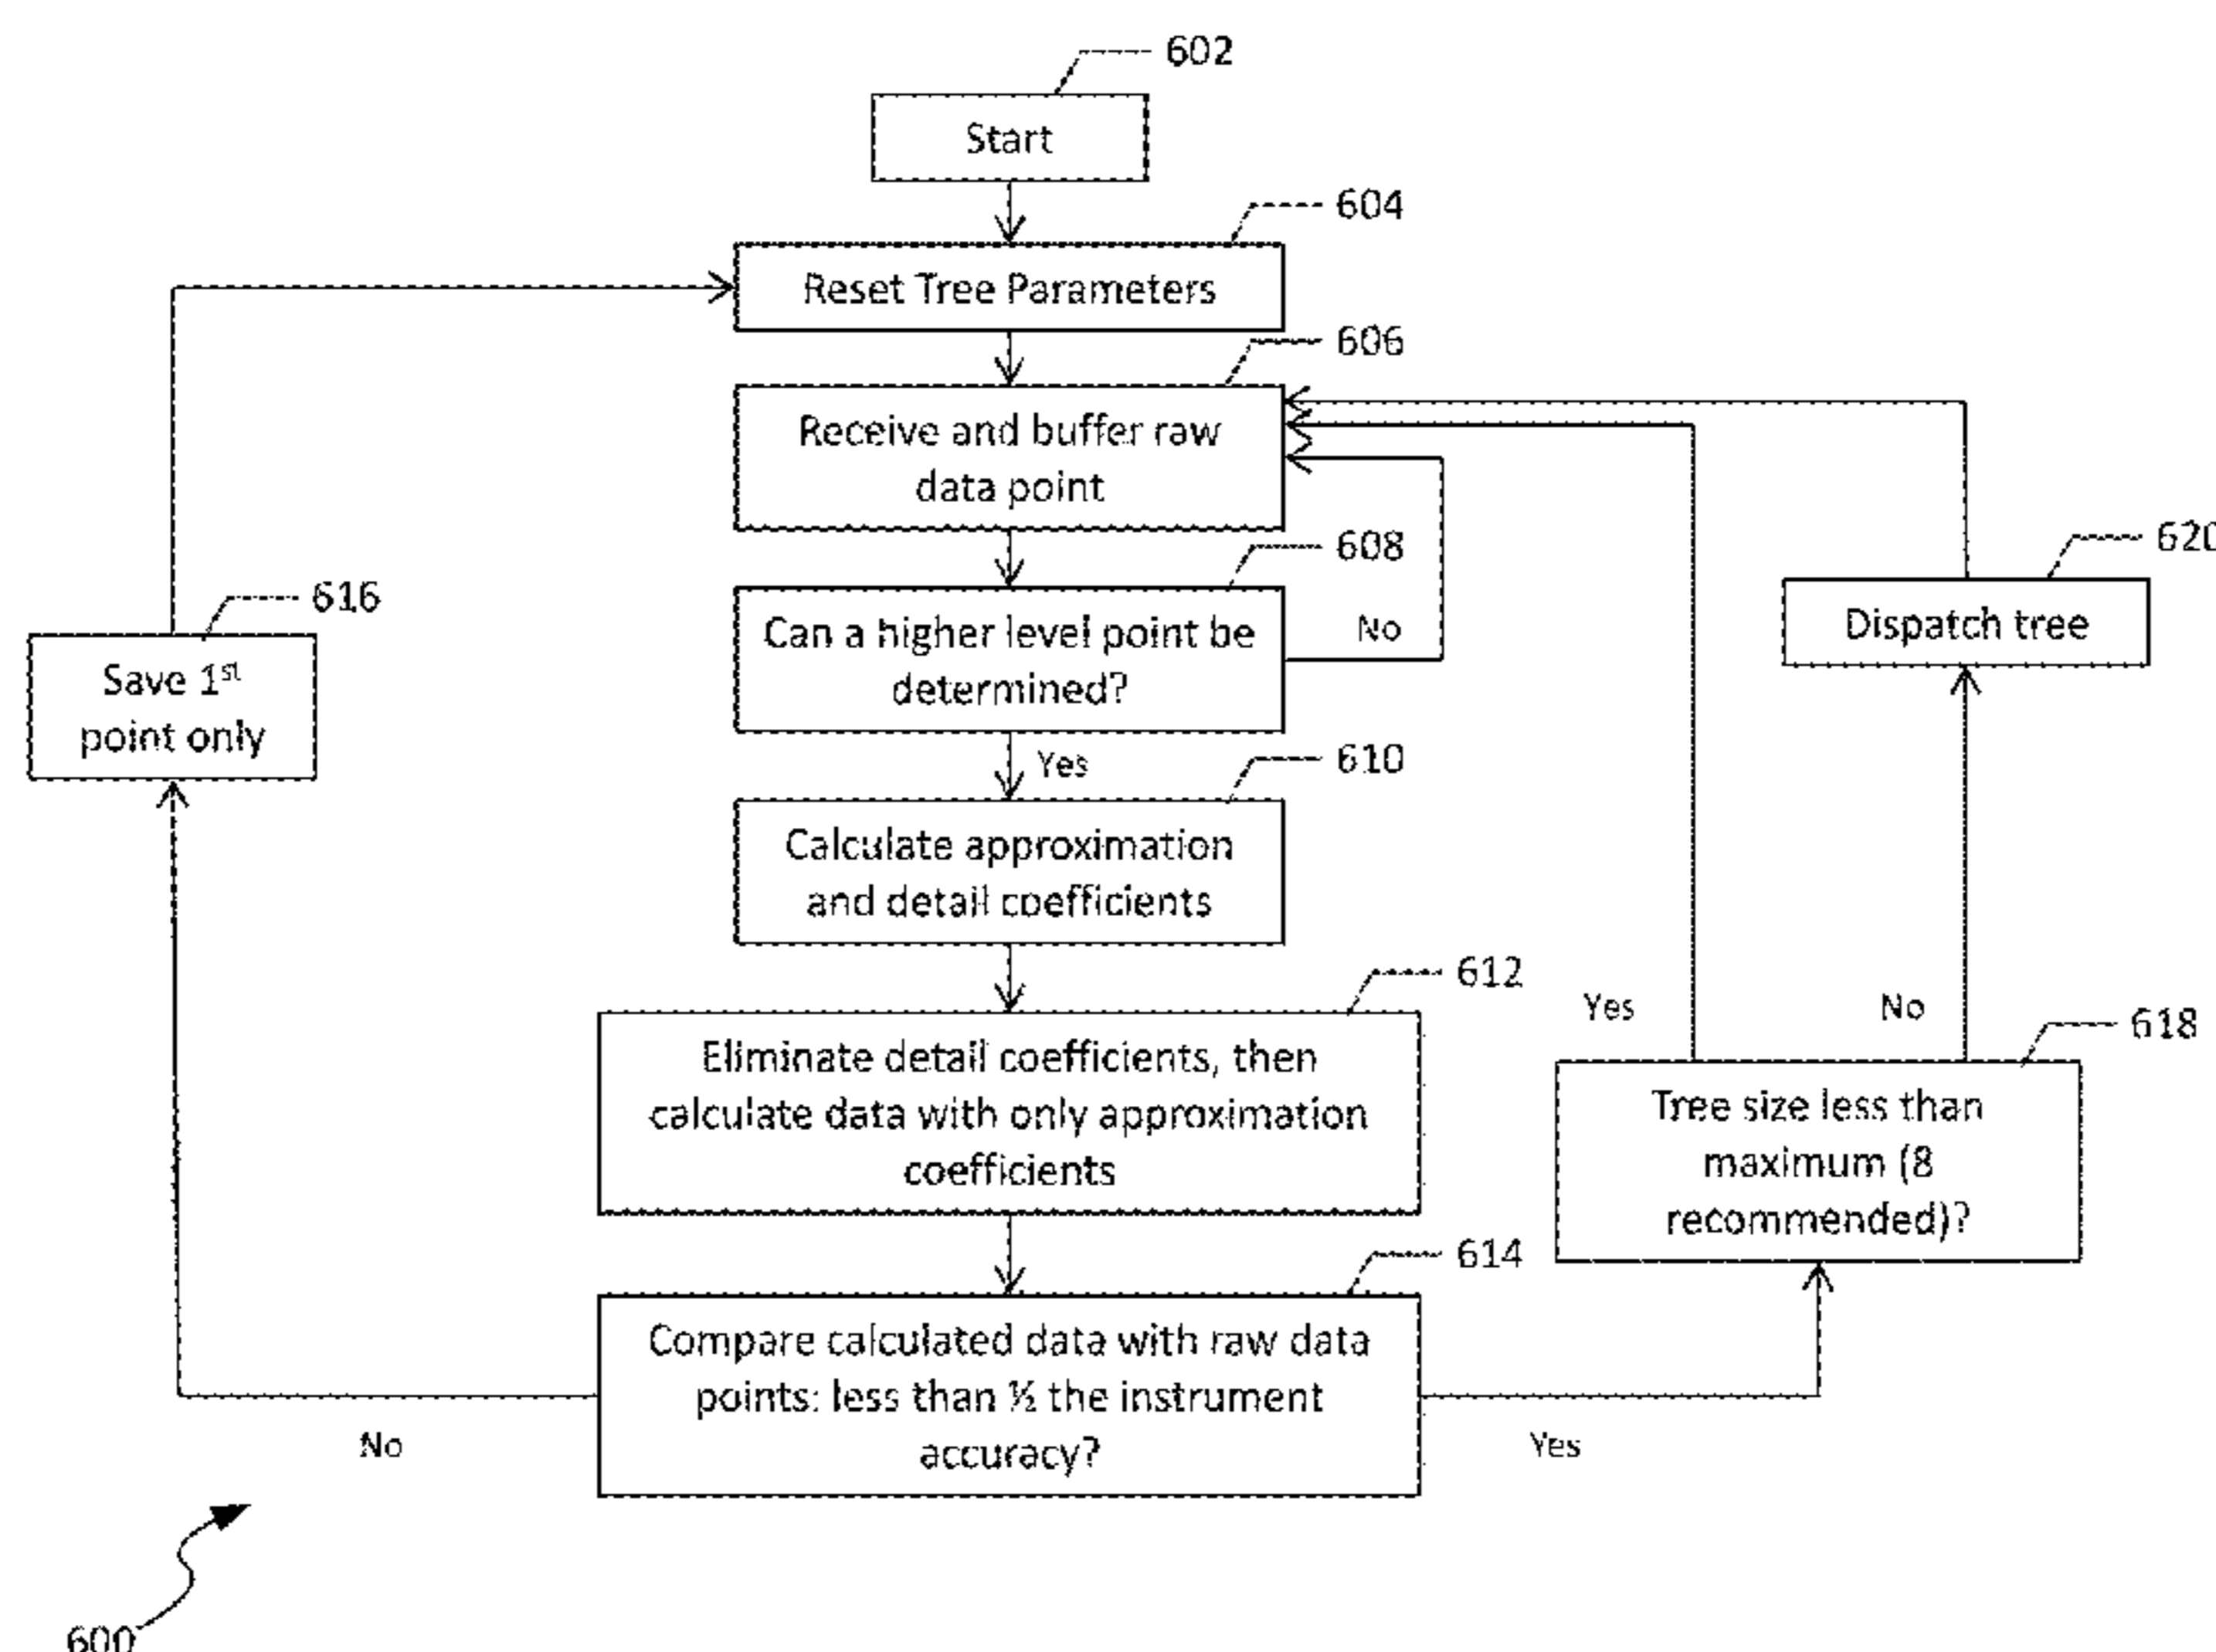 602
Start
604
Reset Tree Parameters
606
Receive and buffer raw
data point
608
Can a higher level point be
determined?
No
620
Dispatch tree
616
Save 1st
point only
Yes
610
Calculate approximation
and detail coefficients
612
Eliminate detail coefficients, then
calculate data with only approximation
coefficients
Yes
No
618
Tree size less than
maximum (8
recommended)?
614
Compare calculated data with raw data
points: less than ½ the instrument
accuracy?
No
Yes
600